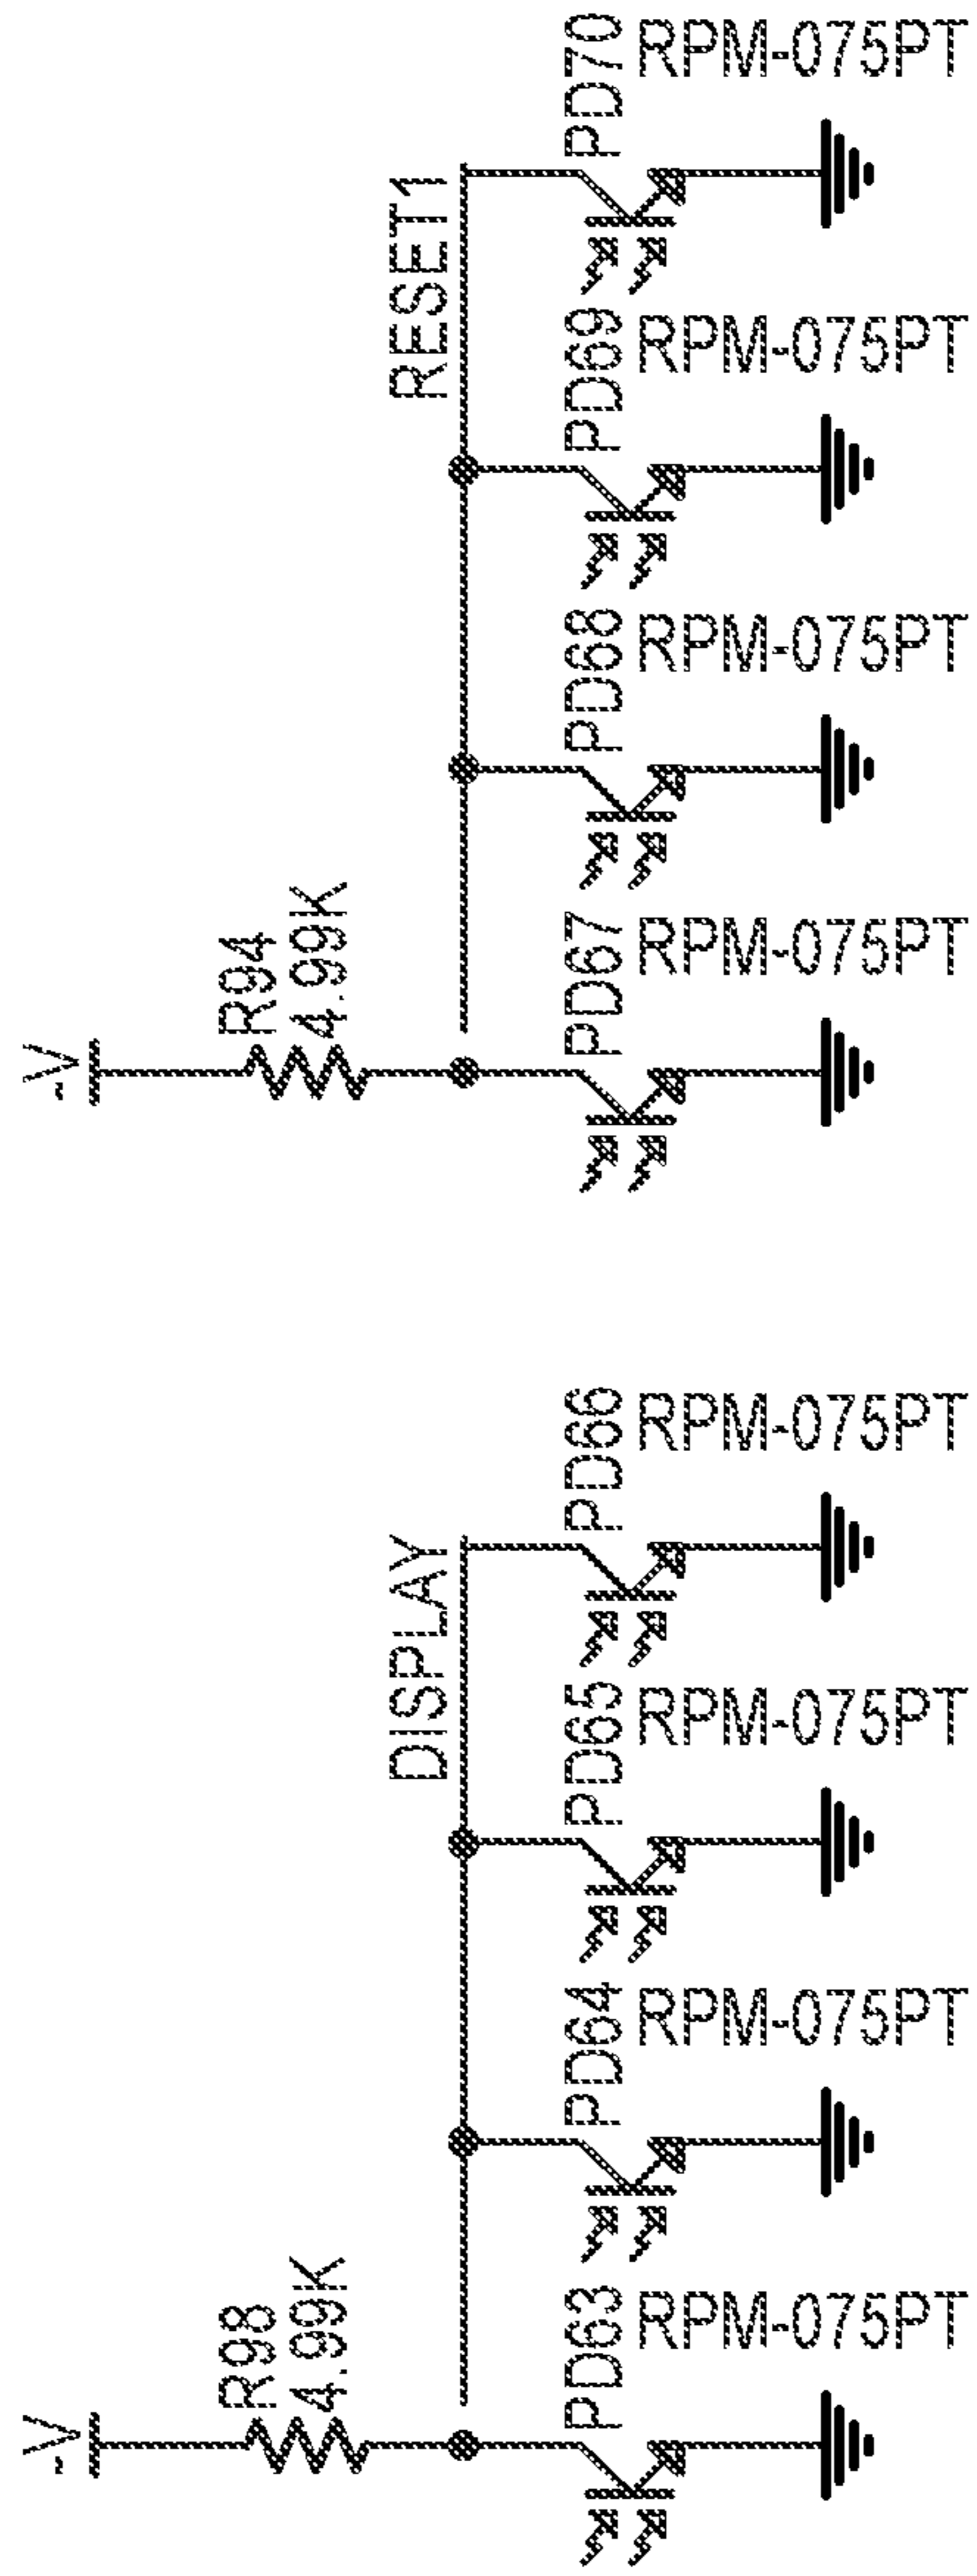 ~V
R98
4.99K
DISPLAY
PD63
RPM-075PT
PD64
RPM-075PT
PD65
RPM-075PT
PD66
RPM-075PT
~V
R94
4.99K
RESET1
PD67
RPM-075PT
PD68
RPM-075PT
PD69
RPM-075PT
PD70
RPM-075PT